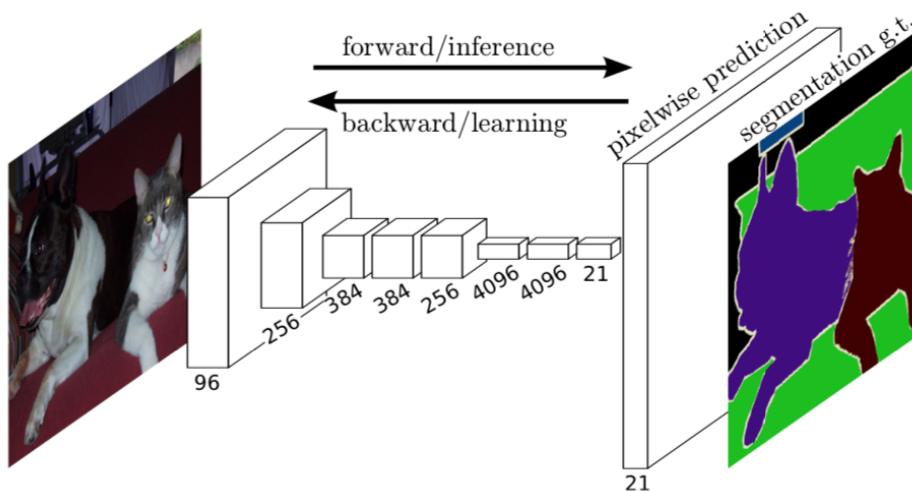 forward/inference
backward/learning
pixelwise prediction
segmentation g.t.
96
256
384
384
256
4096
4096
21
21